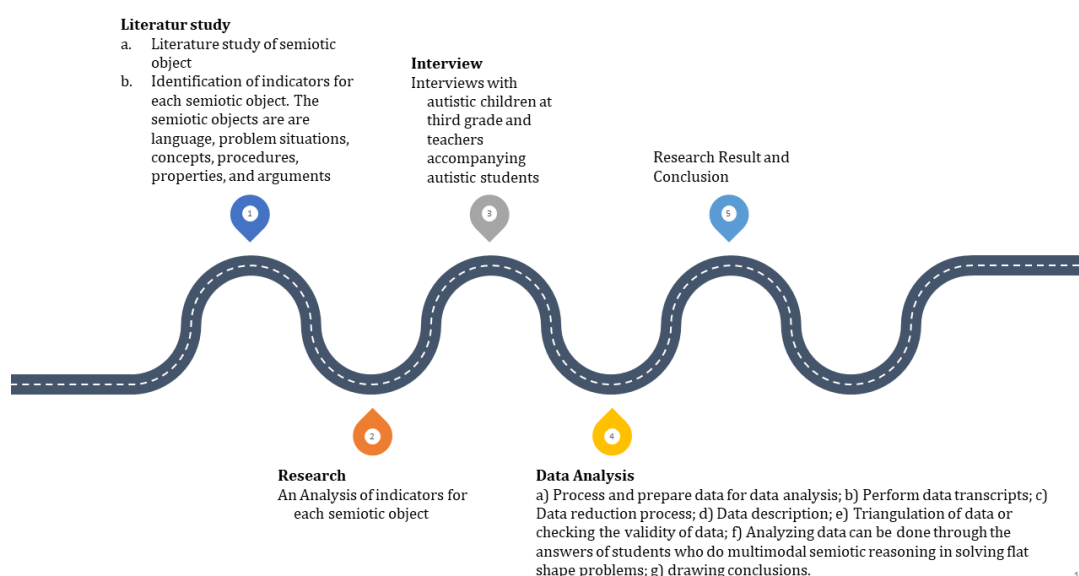 Literatur study
a. Literature study of semiotic
object
b. Identification of indicators for
each semiotic object. The
semiotic objects are are
language, problem situations,
concepts, procedures,
properties, and arguments
1
Research
An Analysis of indicators for
each semiotic object
2
Interview
Interviews with
autistic children at
third grade and
teachers
accompanying
autistic students
3
Data Analysis
a) Process and prepare data for data analysis; b) Perform data transcripts; c)
Data reduction process; d) Data description; e) Triangulation of data or
checking the validity of data; f) Analyzing data can be done through the
answers of students who do multimodal semiotic reasoning in solving flat
shape problems; g) drawing conclusions.
4
Research Result and
Conclusion
5
1